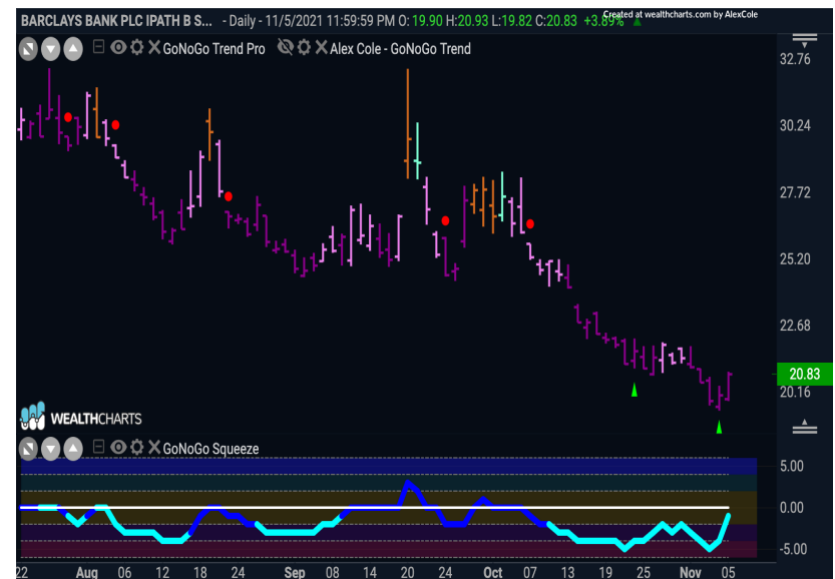 BARCLAYS BANK PLC IPATH B S... - Daily - 11/5/2021 11:59:59 PM O: 19.90 H:20.93 L:19.82 C:20.83 +3.89%
Created at wealthcharts.com by AlexCole
GoNoGo Trend Pro Alex Cole - GoNoGo Trend
32.76
30.24
27.72
25.20
22.68
20.83
20.16
WEALTHCHARTS
GoNoGo Squeeze
5.00
0.00
-5.00
22 Aug 06 12 18 24 Sep 08 14 20 24 Oct 07 13 19 25 Nov 05